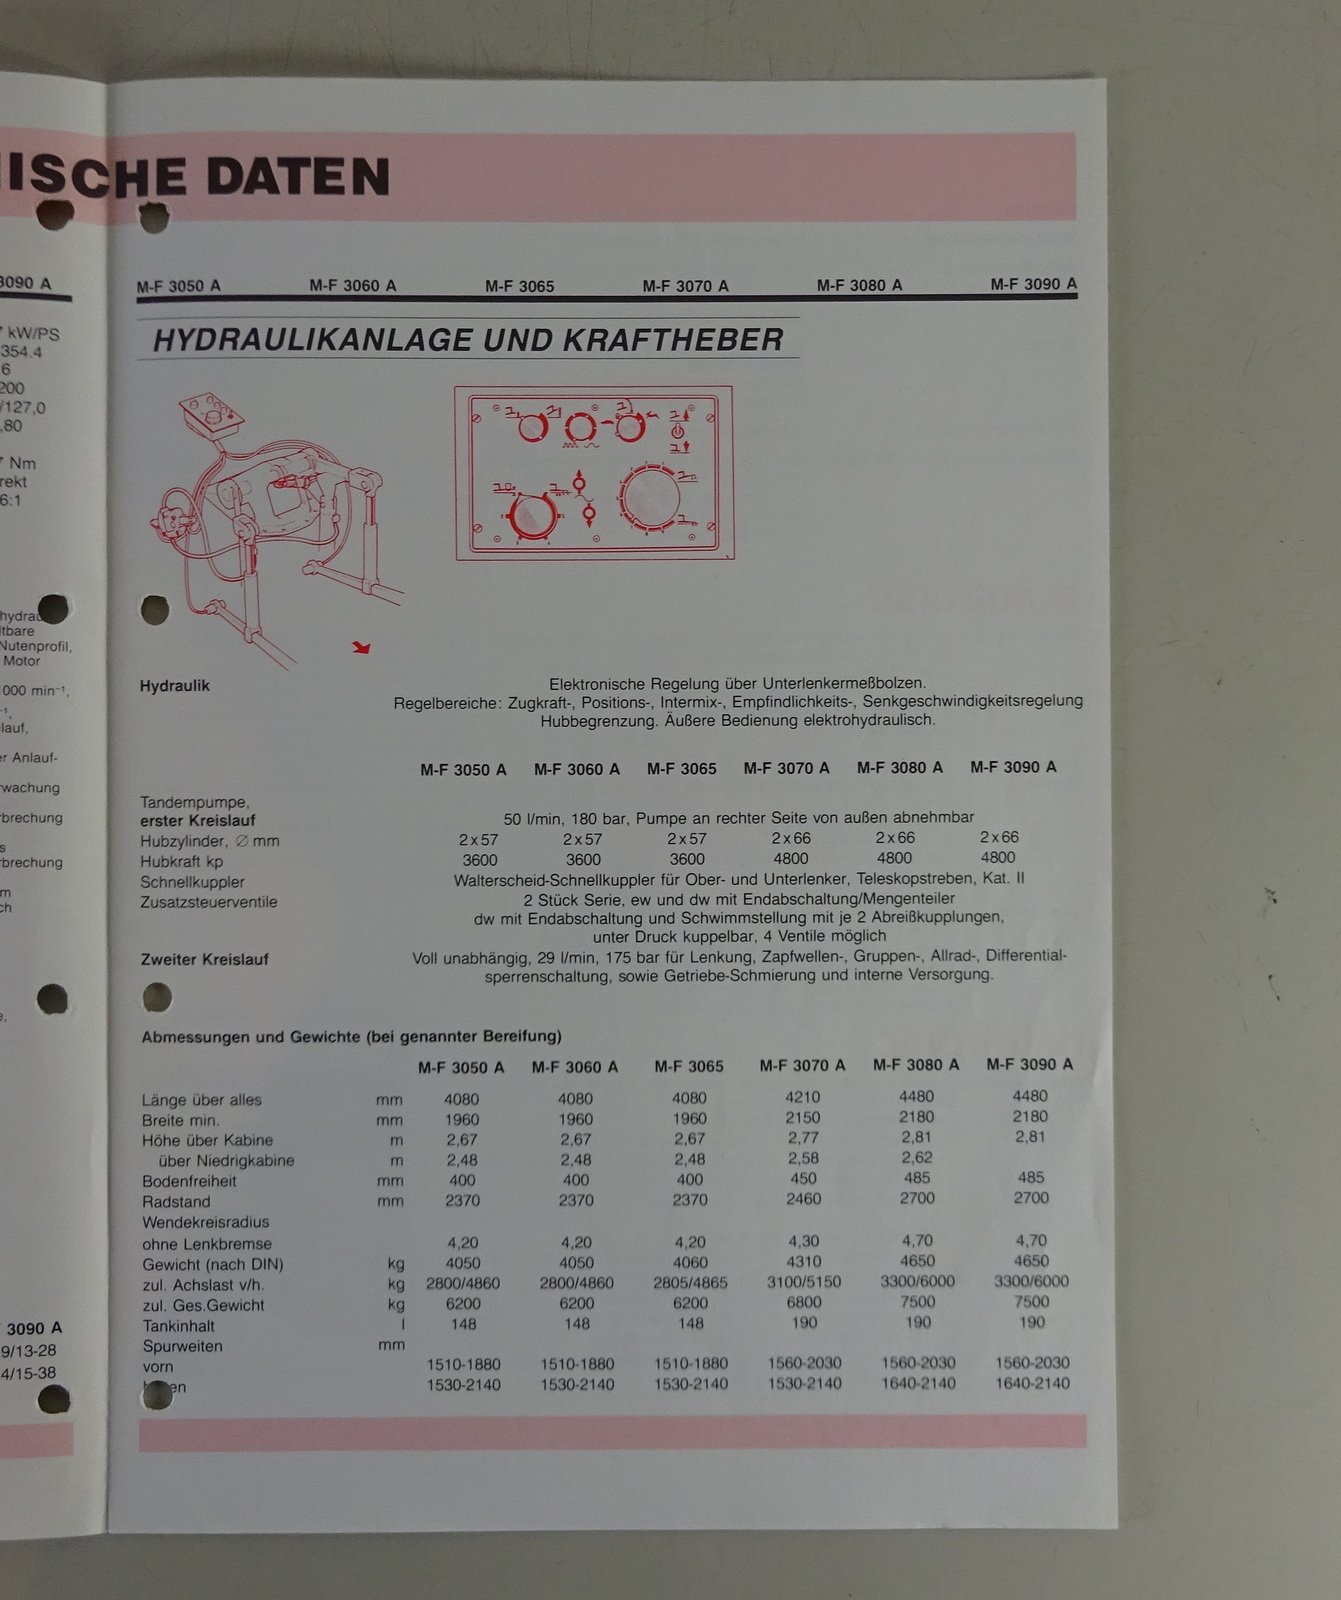 ISCHE DATEN
3090 A
kW/PS
354.4
6
200
/127,0
,80
Nm
rekt
6:1
hydrau
ltbare
Nutenprofil,
Motor
000 min⁻¹,
lauf,
er Anlauf-
rwachung
rbrechung
s
rbrechung
m
ch
3090 A
9/13-28
4/15-38
M-F 3050 A M-F 3060 A M-F 3065 M-F 3070 A M-F 3080 A M-F 3090 A
HYDRAULIKANLAGE UND KRAFTHEBER
Hydraulik Elektronische Regelung über Unterlenkermeßbolzen.
Regelbereiche: Zugkraft-, Positions-, Intermix-, Empfindlichkeits-, Senkgeschwindigkeitsregelung
Hubbegrenzung. Äußere Bedienung elektrohydraulisch.
M-F 3050 A M-F 3060 A M-F 3065 M-F 3070 A M-F 3080 A M-F 3090 A
Tandempumpe,
erster Kreislauf 50 l/min, 180 bar, Pumpe an rechter Seite von außen abnehmbar
Hubzylinder, ∅ mm 2x57 2x57 2x57 2x66 2x66 2x66
Hubkraft kp 3600 3600 3600 4800 4800 4800
Schnellkuppler Walterscheid-Schnellkuppler für Ober- und Unterlenker, Teleskopstreben, Kat. II
Zusatzsteuerventile 2 Stück Serie, ew und dw mit Endabschaltung/Mengenteiler
dw mit Endabschaltung und Schwimmstellung mit je 2 Abreißkupplungen,
unter Druck kuppelbar, 4 Ventile möglich
Zweiter Kreislauf Voll unabhängig, 29 l/min, 175 bar für Lenkung, Zapfwellen-, Gruppen-, Allrad-, Differential-
sperrenschaltung, sowie Getriebe-Schmierung und interne Versorgung.
Abmessungen und Gewichte (bei genannter Bereifung)
M-F 3050 A M-F 3060 A M-F 3065 M-F 3070 A M-F 3080 A M-F 3090 A
Länge über alles mm 4080 4080 4080 4210 4480 4480
Breite min. mm 1960 1960 1960 2150 2180 2180
Höhe über Kabine m 2,67 2,67 2,67 2,77 2,81 2,81
über Niedrigkabine m 2,48 2,48 2,48 2,58 2,62
Bodenfreiheit mm 400 400 400 450 485 485
Radstand mm 2370 2370 2370 2460 2700 2700
Wendekreisradius
ohne Lenkbremse 4,20 4,20 4,20 4,30 4,70 4,70
Gewicht (nach DIN) kg 4050 4050 4060 4310 4650 4650
zul. Achslast v/h. kg 2800/4860 2800/4860 2805/4865 3100/5150 3300/6000 3300/6000
zul. Ges.Gewicht kg 6200 6200 6200 6800 7500 7500
Tankinhalt l 148 148 148 190 190 190
Spurweiten mm
vorn 1510-1880 1510-1880 1510-1880 1560-2030 1560-2030 1560-2030
en 1530-2140 1530-2140 1530-2140 1530-2140 1640-2140 1640-2140